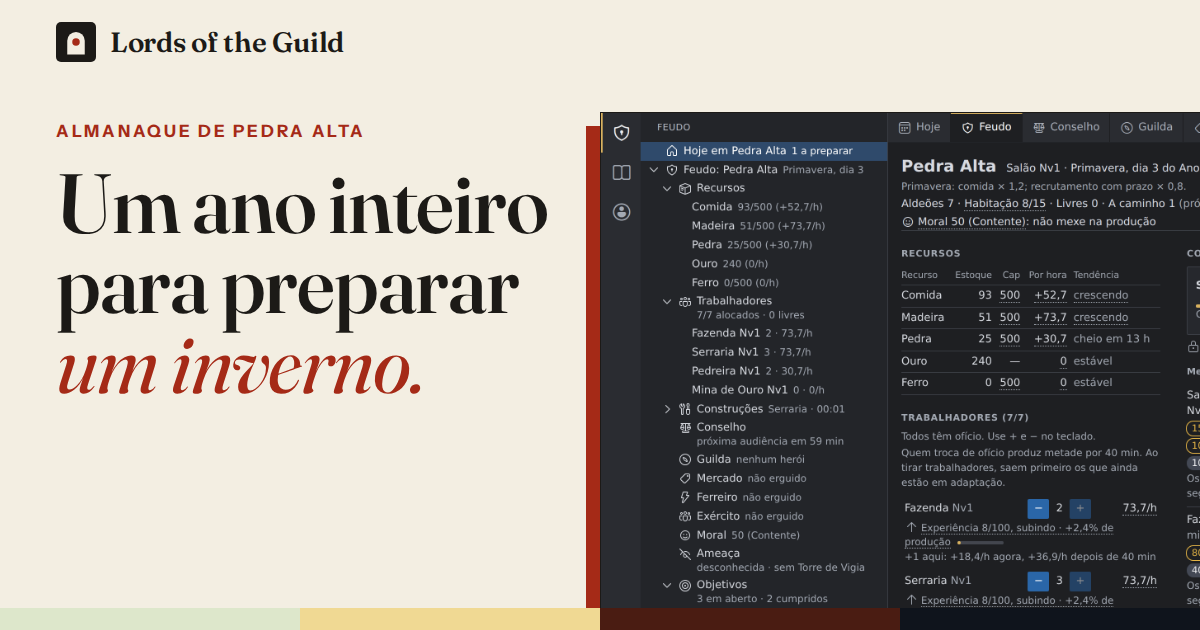 Lords of the Guild
ALMANAQUE DE PEDRA ALTA
Um ano inteiro
para preparar
um inverno.
FEUDO
Hoje em Pedra Alta 1 a preparar
Feudo: Pedra Alta Primavera, dia 3
Recursos
Comida 93/500 (+52,7/h)
Madeira 51/500 (+73,7/h)
Pedra 25/500 (+30,7/h)
Ouro 240 (0/h)
Ferro 0/500 (0/h)
Trabalhadores
7/7 alocados · 0 livres
Fazenda Nv1 2 · 73,7/h
Serraria Nv1 3 · 73,7/h
Pedreira Nv1 2 · 30,7/h
Mina de Ouro Nv1 0 · 0/h
Construções Serraria · 00:01
Conselho
próxima audiência em 59 min
Guilda nenhum herói
Mercado não erguido
Ferreiro não erguido
Exército não erguido
Moral 50 (Contente)
Ameaça
desconhecida · sem Torre de Vigia
Objetivos
3 em aberto · 2 cumpridos
Hoje Feudo Conselho Guilda
Pedra Alta Salão Nv1 · Primavera, dia 3 do Ano
Primavera: comida × 1,2; recrutamento com prazo × 0,8.
Aldeões 7 · Habitação 8/15 · Livres 0 · A caminho 1 (pró
Moral 50 (Contente): não mexe na produção
RECURSOS
Recurso Estoque Cap Por hora Tendência
Comida 93 500 +52,7 crescendo
Madeira 51 500 +73,7 crescendo
Pedra 25 500 +30,7 cheio em 13 h
Ouro 240 — 0 estável
Ferro 0 500 0 estável
TRABALHADORES (7/7)
Todos têm ofício. Use + e − no teclado.
Quem troca de ofício produz metade por 40 min. Ao
tirar trabalhadores, saem primeiro os que ainda
estão em adaptação.
Fazenda Nv1 − 2 + 73,7/h
Experiência 8/100, subindo · +2,4% de
produção
+1 aqui: +18,4/h agora, +36,9/h depois de 40 min
Serraria Nv1 − 3 + 73,7/h
Experiência 8/100, subindo · +2,4% de